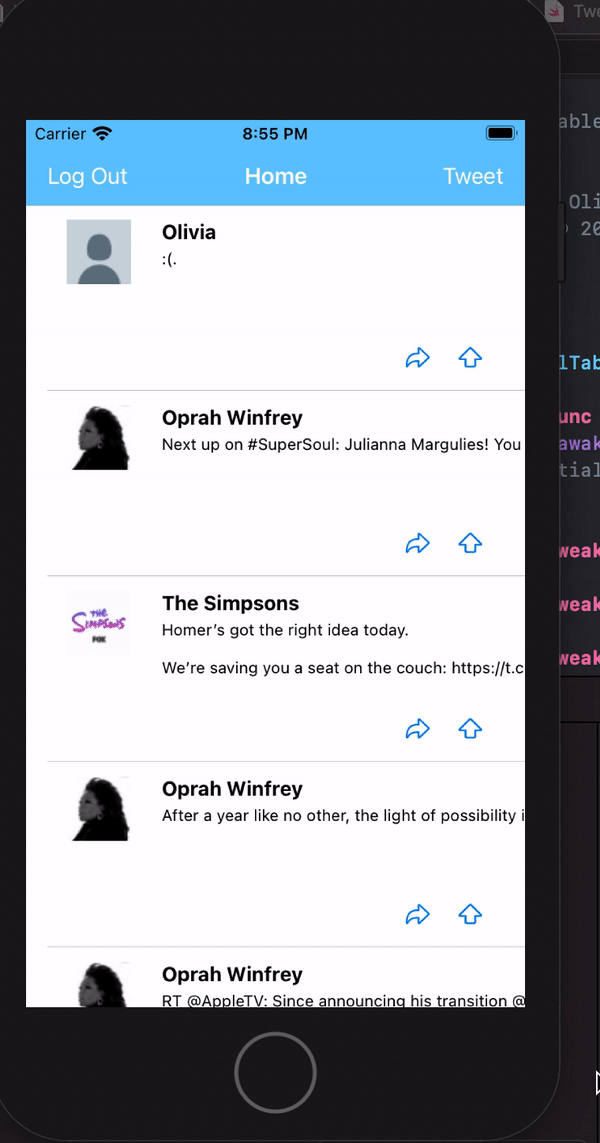 Twe
Carrier 8:55 PM
Log Out Home Tweet
Olivia
:(.
Oprah Winfrey
Next up on #SuperSoul: Julianna Margulies! You
The Simpsons
Homer’s got the right idea today.
We’re saving you a seat on the couch: https://t.c
THE
SIMPSONS
FOX
Oprah Winfrey
After a year like no other, the light of possibility i
Oprah Winfrey
RT @AppleTV: Since announcing his transition @
able
Oli
20
lTab
unc
awak
tial
weak
weak
weak